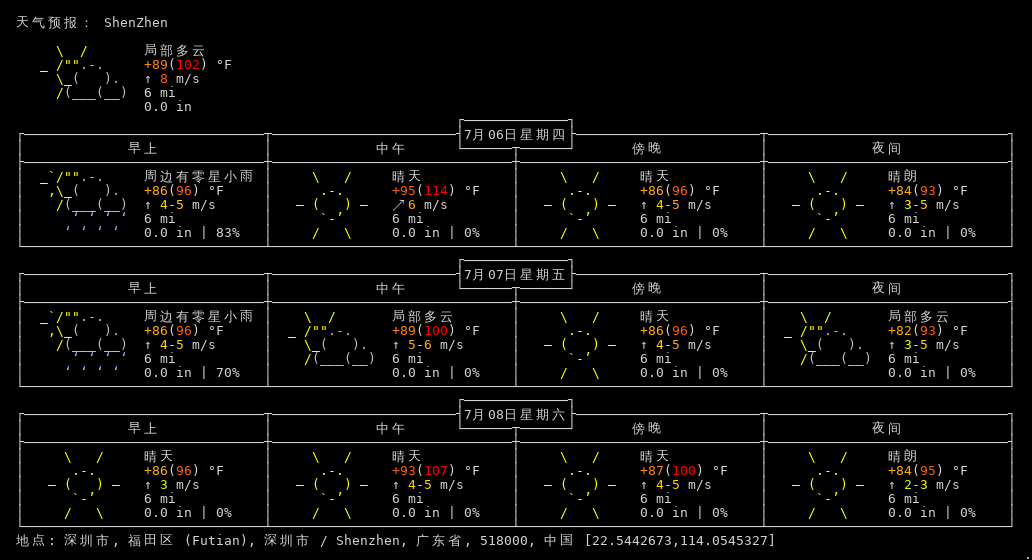 天气预报： ShenZhen
局部多云
+89(102) °F
↑ 8 m/s
6 mi
0.0 in
7月06日星期四
早上 中午 傍晚 夜间
周边有零星小雨 晴天 晴天 晴朗
+86(96) °F +95(114) °F +86(96) °F +84(93) °F
↑ 4-5 m/s ↗ 6 m/s ↑ 4-5 m/s ↑ 3-5 m/s
6 mi 6 mi 6 mi 6 mi
0.0 in | 83% 0.0 in | 0% 0.0 in | 0% 0.0 in | 0%
7月07日星期五
早上 中午 傍晚 夜间
周边有零星小雨 局部多云 晴天 局部多云
+86(96) °F +89(100) °F +86(96) °F +82(93) °F
↑ 4-5 m/s ↑ 5-6 m/s ↑ 4-5 m/s ↑ 3-5 m/s
6 mi 6 mi 6 mi 6 mi
0.0 in | 70% 0.0 in | 0% 0.0 in | 0% 0.0 in | 0%
7月08日星期六
早上 中午 傍晚 夜间
晴天 晴天 晴天 晴朗
+86(96) °F +93(107) °F +87(100) °F +84(95) °F
↑ 3 m/s ↑ 4-5 m/s ↑ 4-5 m/s ↑ 2-3 m/s
6 mi 6 mi 6 mi 6 mi
0.0 in | 0% 0.0 in | 0% 0.0 in | 0% 0.0 in | 0%
地点: 深圳市, 福田区 (Futian), 深圳市 / Shenzhen, 广东省, 518000, 中国 [22.5442673,114.0545327]